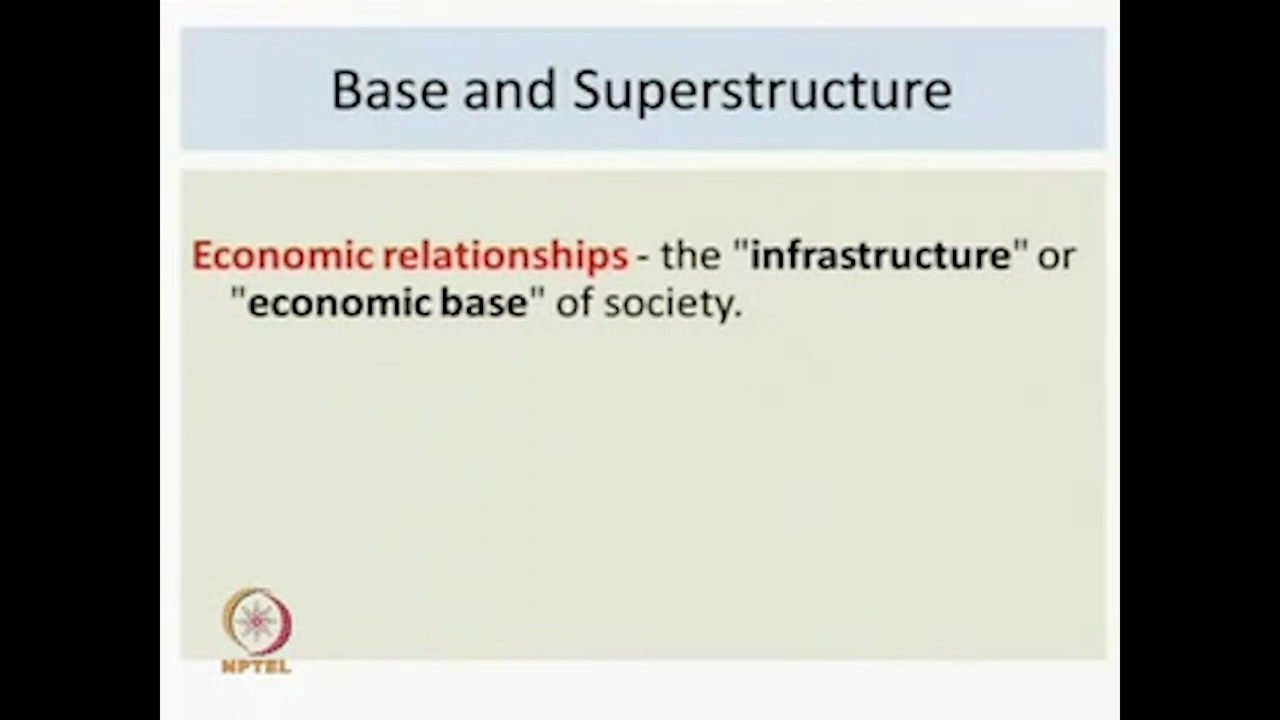 Base and Superstructure
Economic relationships - the "infrastructure" or
"economic base" of society.
NPTEL